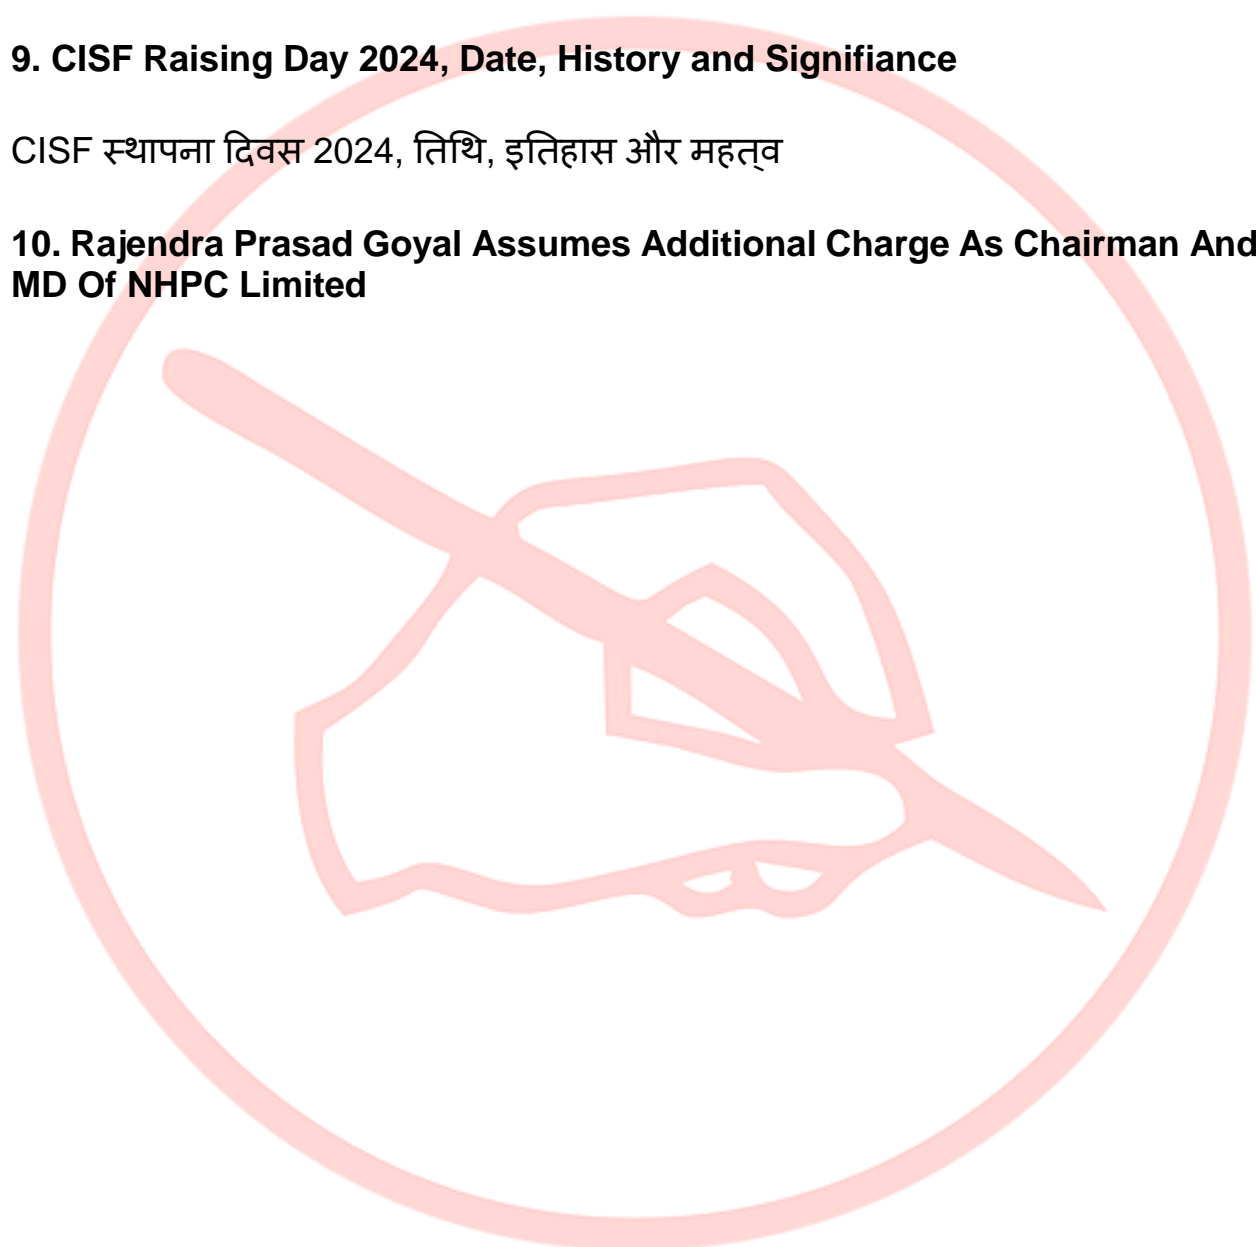 9. CISF Raising Day 2024, Date, History and Signifiance
CISF स्थापना दिवस 2024, तिथि, इतिहास और महत्व
10. Rajendra Prasad Goyal Assumes Additional Charge As Chairman And
MD Of NHPC Limited